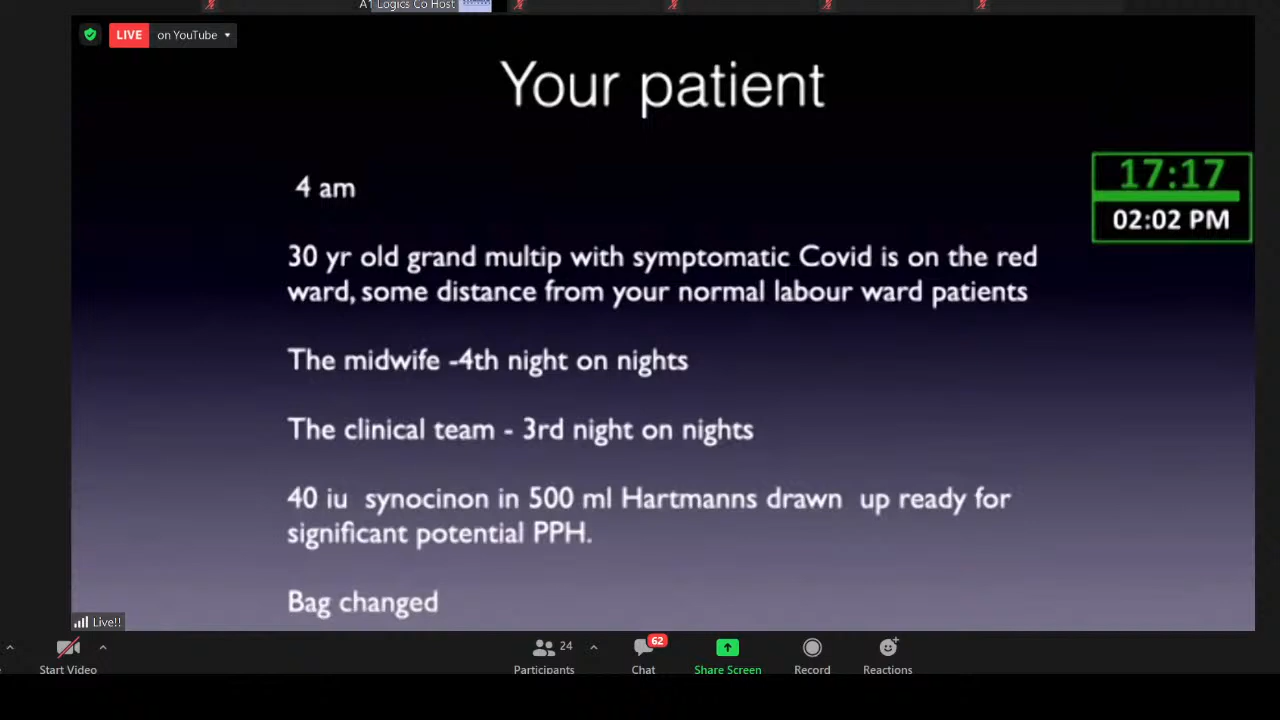 Logics Co Host
LIVE on YouTube
Your patient
17:17
02:02 PM
4 am
30 yr old grand multip with symptomatic Covid is on the red
ward, some distance from your normal labour ward patients
The midwife -4th night on nights
The clinical team - 3rd night on nights
40 iu synocinon in 500 ml Hartmanns drawn up ready for
significant potential PPH.
Bag changed
Live!!
Start Video
24
Participants
62
Chat
Share Screen
Record
Reactions